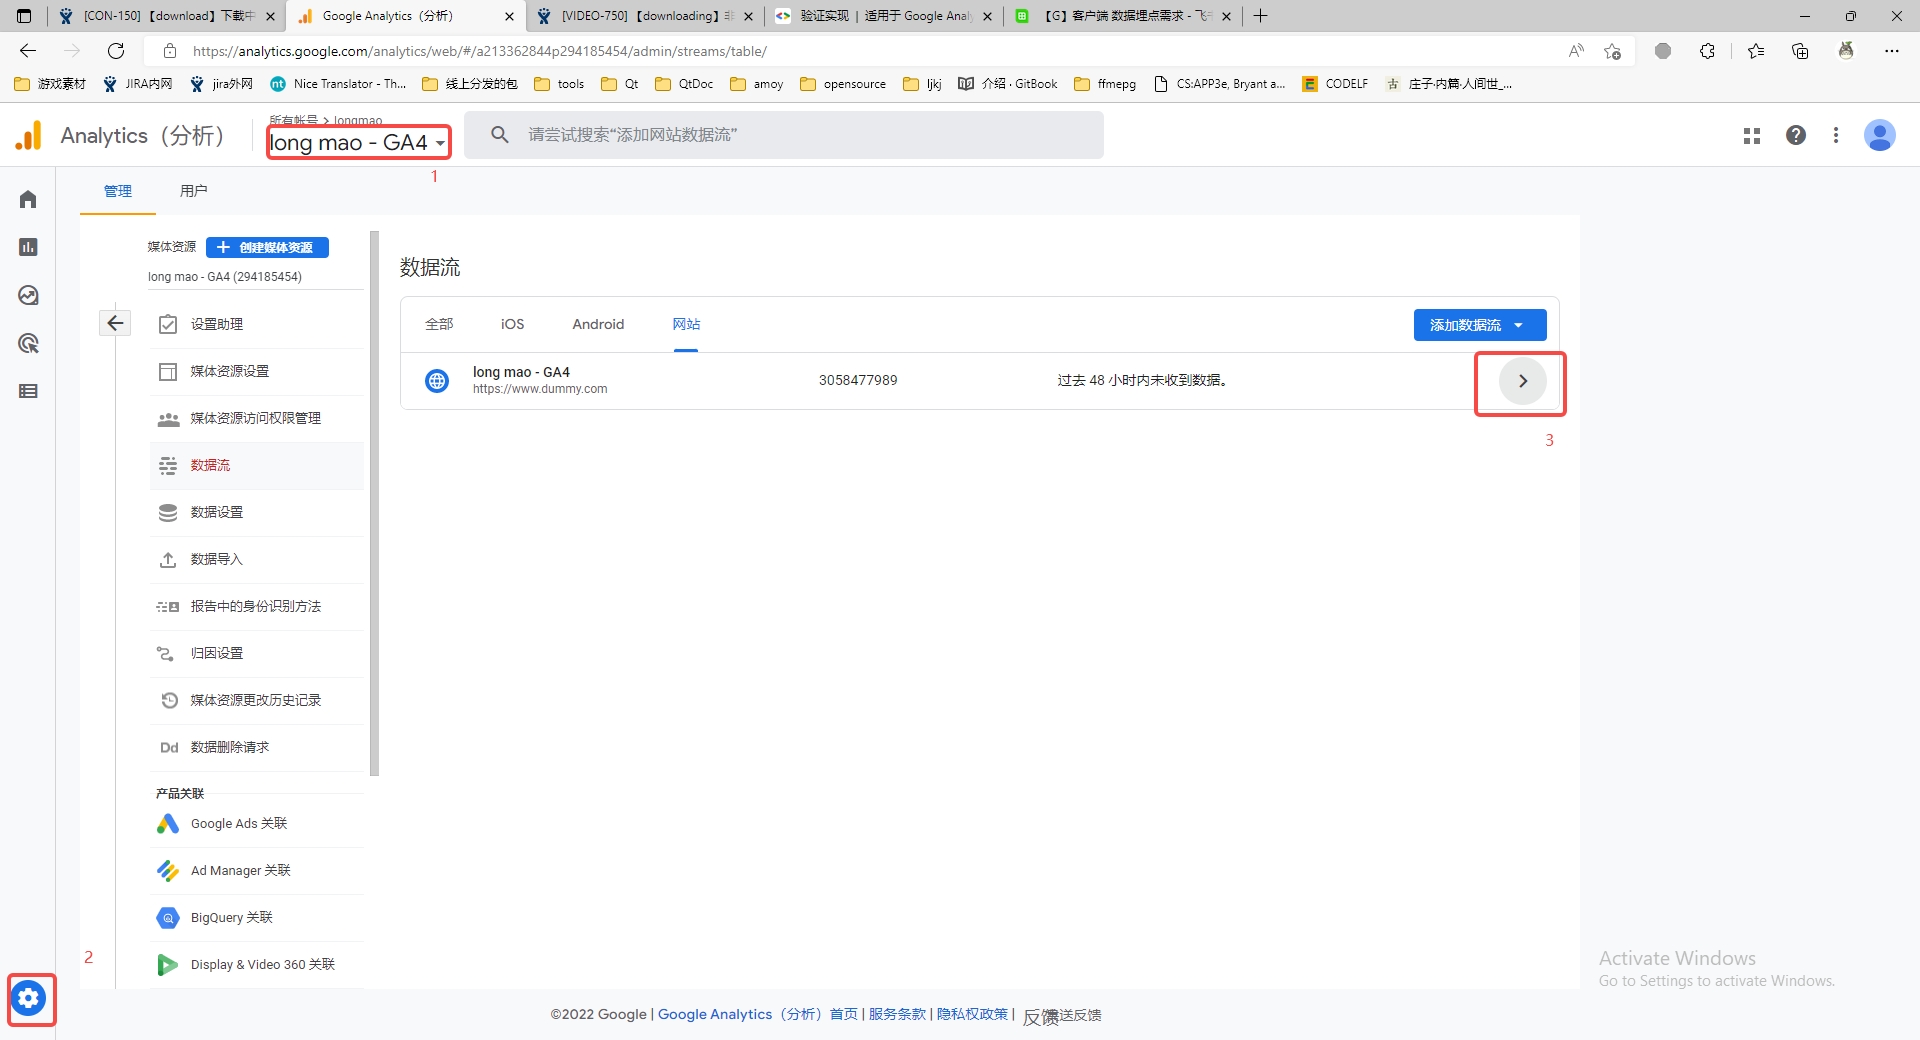 [CON-150]【download】下载中
Google Analytics（分析）
[VIDEO-750]【downloading】非
验证实现 | 适用于 Google Anal
【G】客户端 数据埋点需求 - 飞书
https://analytics.google.com/analytics/web/#/a213362844p294185454/admin/streams/table/
游戏素材
JIRA内网
jira外网
nt Nice Translator - Th...
线上分发的包
tools
Qt
QtDoc
amoy
opensource
ljkj
介绍 · GitBook
ffmepg
CS:APP3e, Bryant a...
E CODELF
古 庄子·内篇·人间世_...
Analytics（分析）
所有帐号 > longmao
long mao - GA4
请尝试搜索“添加网站数据流”
1
管理
用户
媒体资源
+ 创建媒体资源
long mao - GA4 (294185454)
设置助理
媒体资源设置
媒体资源访问权限管理
数据流
数据设置
数据导入
报告中的身份识别方法
归因设置
媒体资源更改历史记录
Dd 数据删除请求
产品关联
Google Ads 关联
Ad Manager 关联
BigQuery 关联
Display & Video 360 关联
2
数据流
全部
iOS
Android
网站
添加数据流
long mao - GA4
https://www.dummy.com
3058477989
过去 48 小时内未收到数据。
3
Activate Windows
Go to Settings to activate Windows.
©2022 Google | Google Analytics（分析）首页 | 服务条款 | 隐私权政策 | 反馈 送反馈